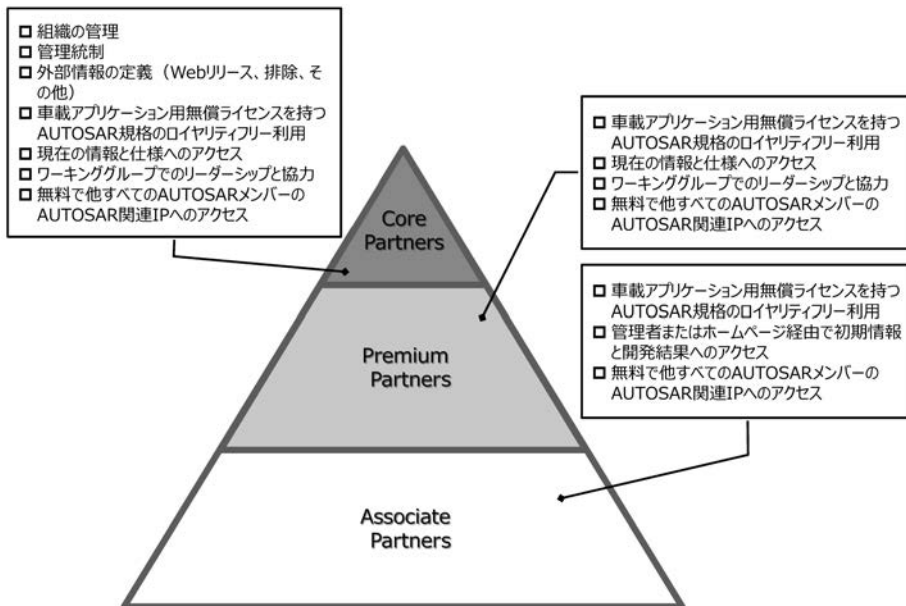 □ 組織の管理
□ 管理統制
□ 外部情報の定義（Webリリース、排除、そ
の他）
□ 車載アプリケーション用無償ライセンスを持つ
AUTOSAR規格のロイヤリティフリー利用
□ 現在の情報と仕様へのアクセス
□ ワーキンググループでのリーダーシップと協力
□ 無料で他すべてのAUTOSARメンバーの
AUTOSAR関連IPへのアクセス
□ 車載アプリケーション用無償ライセンスを持つ
AUTOSAR規格のロイヤリティフリー利用
□ 現在の情報と仕様へのアクセス
□ ワーキンググループでのリーダーシップと協力
□ 無料で他すべてのAUTOSARメンバーの
AUTOSAR関連IPへのアクセス
□ 車載アプリケーション用無償ライセンスを持つ
AUTOSAR規格のロイヤリティフリー利用
□ 管理者またはホームページ経由で初期情報
と開発結果へのアクセス
□ 無料で他すべてのAUTOSARメンバーの
AUTOSAR関連IPへのアクセス
Core
Partners
Premium
Partners
Associate
Partners